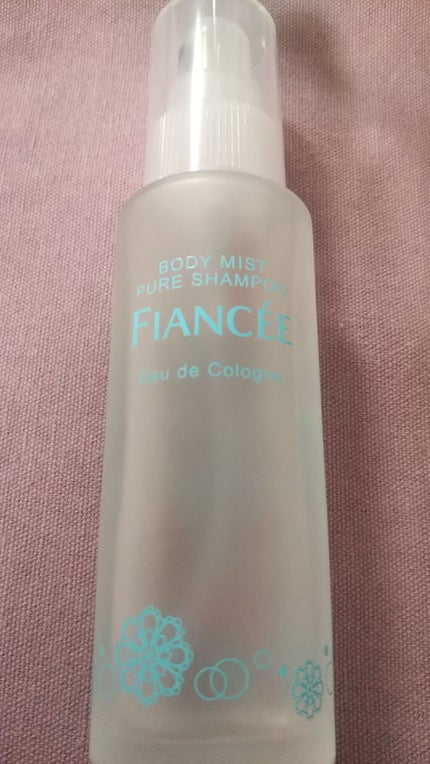 BODY MIST
PURE SHAMPOO
FIANCÉE
Eau de Cologne